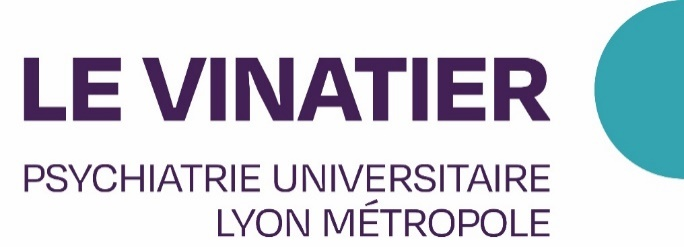 LE VINATIER
PSYCHIATRIE UNIVERSITAIRE
LYON MÉTROPOLE